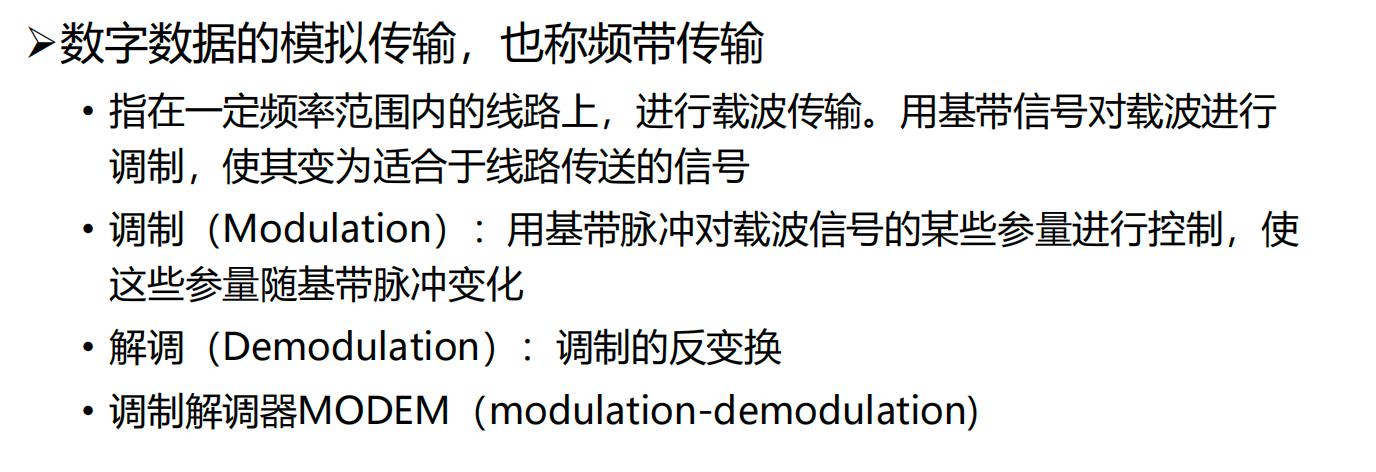 ➢数字数据的模拟传输，也称频带传输
• 指在一定频率范围内的线路上，进行载波传输。用基带信号对载波进行
调制，使其变为适合于线路传送的信号
• 调制（Modulation）：用基带脉冲对载波信号的某些参量进行控制，使
这些参量随基带脉冲变化
• 解调（Demodulation）：调制的反变换
• 调制解调器MODEM（modulation-demodulation)